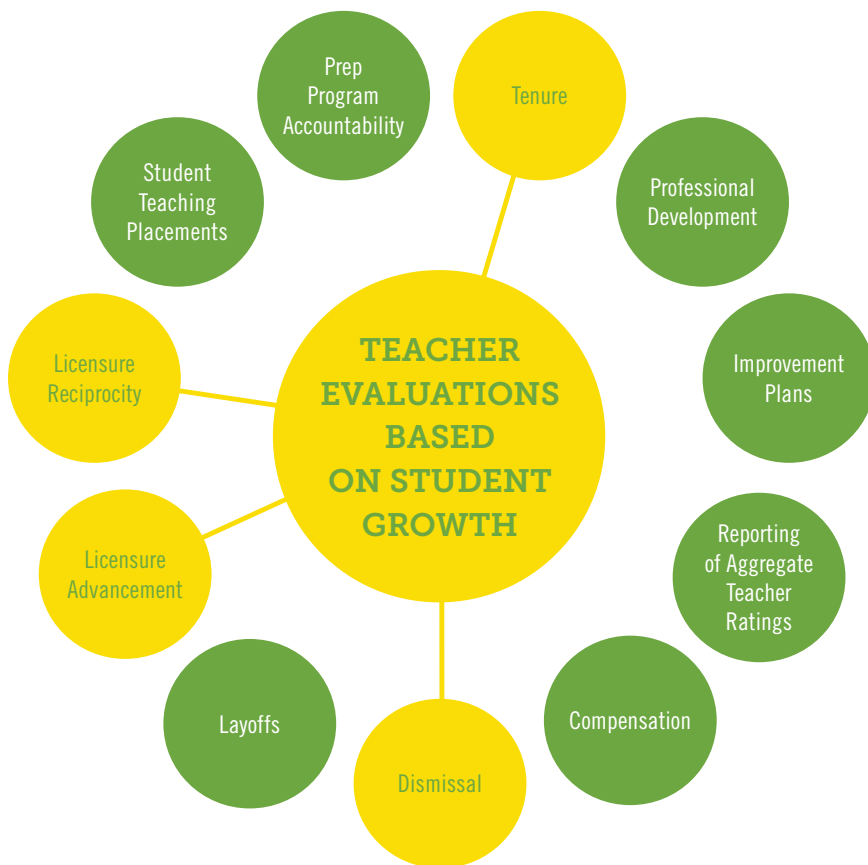 Prep
Program
Accountability
Tenure
Student
Teaching
Placements
Professional
Development
Licensure
Reciprocity
TEACHER
EVALUATIONS
BASED
ON STUDENT
GROWTH
Improvement
Plans
Licensure
Advancement
Reporting
of Aggregate
Teacher
Ratings
Layoffs
Compensation
Dismissal